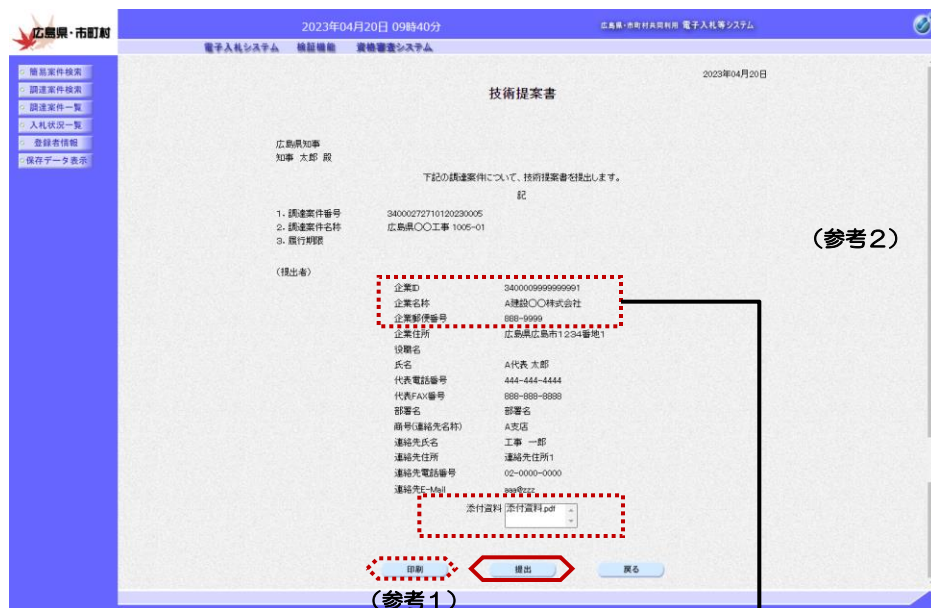 広島県・市町村
2023年04月20日 09時40分
広島県・市町村共同利用 電子入札等システム
電子入札システム 検証機能 資格審査システム
簡易案件検索
調達案件検索
調達案件一覧
入札状況一覧
登録者情報
保存データ表示
2023年04月20日
技術提案書
広島県知事
知事 太郎 殿
下記の調達案件について、技術提案書を提出します。
記
1. 調達案件番号 34000272710120230005
2. 調達案件名称 広島県〇〇工事 1005-01
3. 履行期限
(参考2)
(提出者)
企業ID 3400009999999991
企業名称 A建設〇〇株式会社
企業郵便番号 888-9999
企業住所 広島県広島市1234番地1
役職名
氏名 A代表 太郎
代表電話番号 444-444-4444
代表FAX番号 888-888-8888
部署名 部署名
商号(連絡先名称) A支店
連絡先氏名 工事 一郎
連絡先住所 連絡先住所1
連絡先電話番号 02-0000-0000
連絡先E-Mail aaa@zzz
添付資料 添付資料.pdf
印刷 提出 戻る
(参考1)